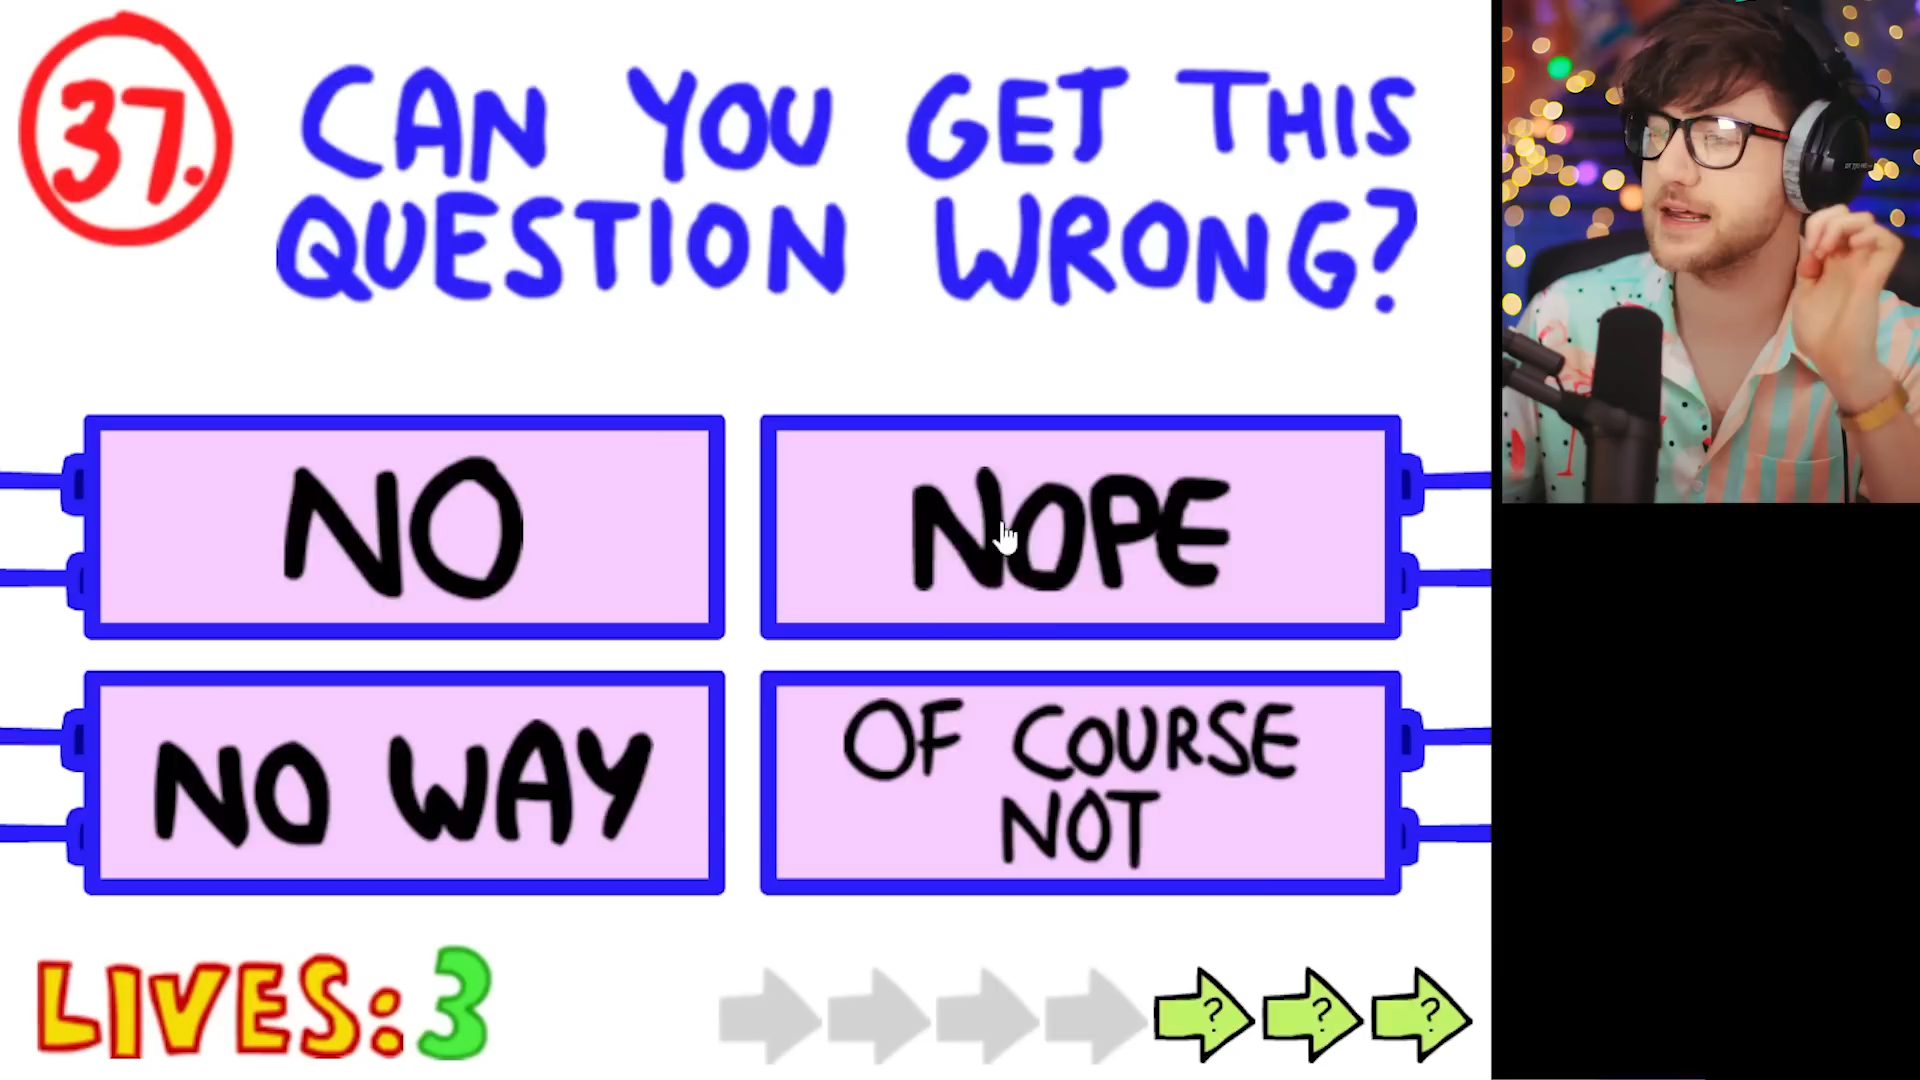 37.
CAN YOU GET THIS
QUESTION WRONG?
NO
NOPE
NO WAY
OF COURSE
NOT
LIVES: 3
? ? ?